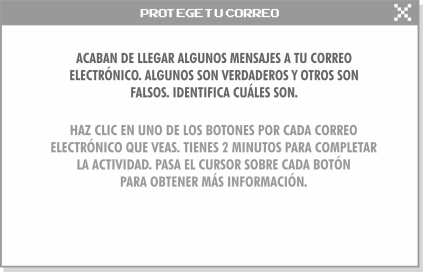 PROTEGE TU CORREO
ACABAN DE LLEGAR ALGUNOS MENSAJES A TU CORREO
ELECTRÓNICO. ALGUNOS SON VERDADEROS Y OTROS SON
FALSOS. IDENTIFICA CUÁLES SON.
HAZ CLIC EN UNO DE LOS BOTONES POR CADA CORREO
ELECTRÓNICO QUE VEAS. TIENES 2 MINUTOS PARA COMPLETAR
LA ACTIVIDAD. PASA EL CURSOR SOBRE CADA BOTÓN
PARA OBTENER MÁS INFORMACIÓN.